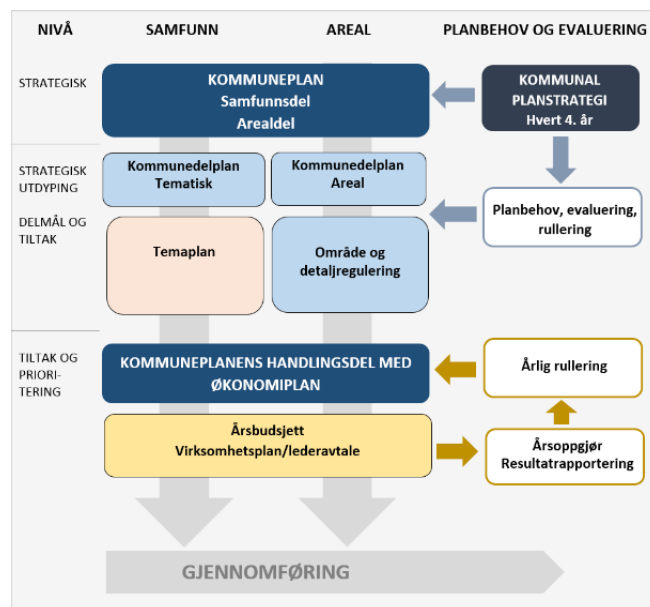 NIVÅ SAMFUNN AREAL PLANBEHOV OG EVALUERING
STRATEGISK
KOMMUNEPLAN
Samfunnsdel
Arealdel
KOMMUNAL
PLANSTRATEGI
Hvert 4. år
STRATEGISK
UTDYPING
Kommunedelplan
Tematisk
Kommunedelplan
Areal
Planbehov, evaluering,
rullering
DELMÅL OG
TILTAK
Temaplan
Område og
detaljregulering
TILTAK OG
PRIORI-
TERING
KOMMUNEPLANENS HANDLINGSDEL MED
ØKONOMIPLAN
Årlig rullering
Årsbudsjett
Virksomhetsplan/lederavtale
Årsoppgjør
Resultatrapportering
GJENNOMFØRING